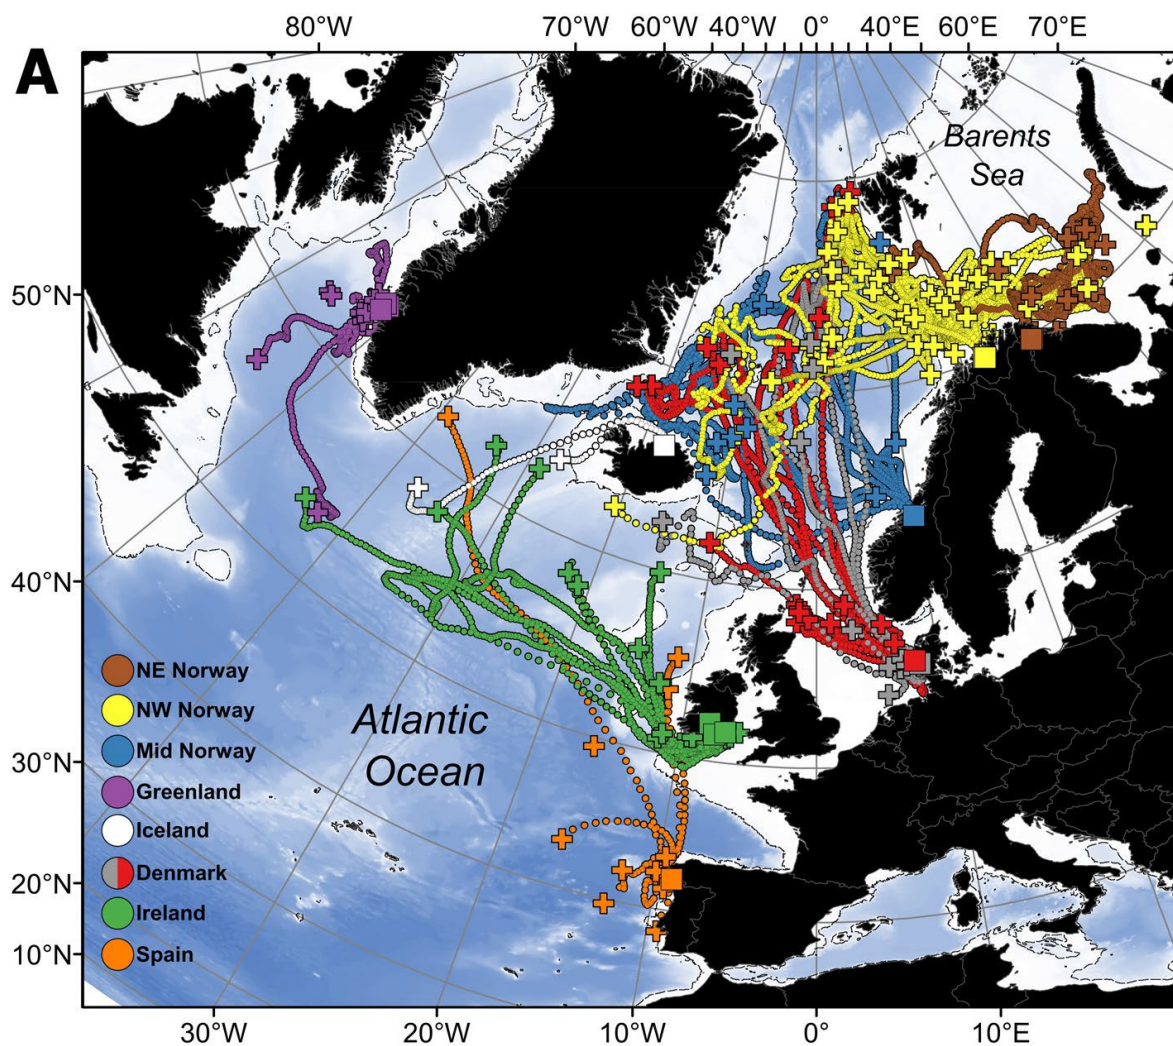 A
80°W 70°W 60°W 40°W 0° 40°E 60°E 70°E
Barents
Sea
50°N
40°N
30°N
20°N
10°N
Atlantic
Ocean
NE Norway
NW Norway
Mid Norway
Greenland
Iceland
Denmark
Ireland
Spain
30°W 20°W 10°W 0° 10°E